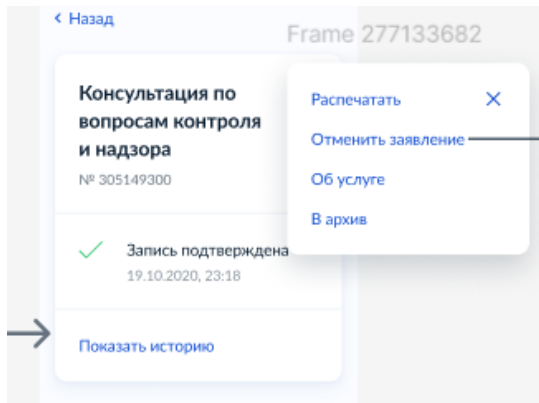 Назад
Frame 277133682
Консультация по
вопросам контроля
и надзора
№ 305149300
Распечатать
Отменить заявление
Об услуге
В архив
Запись подтверждена
19.10.2020, 23:18
Показать историю